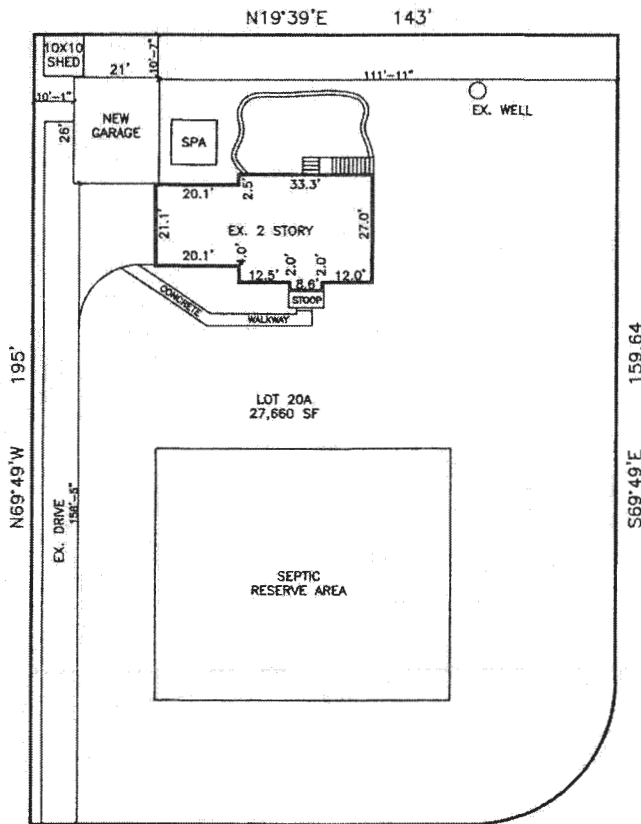 N19°39'E 143'
10X10
SHED
21'
10'-7"
111'-11"
10'-1"
26'
NEW
GARAGE
SPA
EX. WELL
20.1'
2.5'
33.3'
21.1'
EX. 2 STORY
27.0'
20.1'
4.0'
12.5'
2.0'
8.6'
2.0'
12.0'
STOOP
CONCRETE
WALKWAY
195'
N69°49'W
159.64
S69°49'E
LOT 20A
27,660 SF
EX. DRIVE
158'-5"
SEPTIC
RESERVE AREA